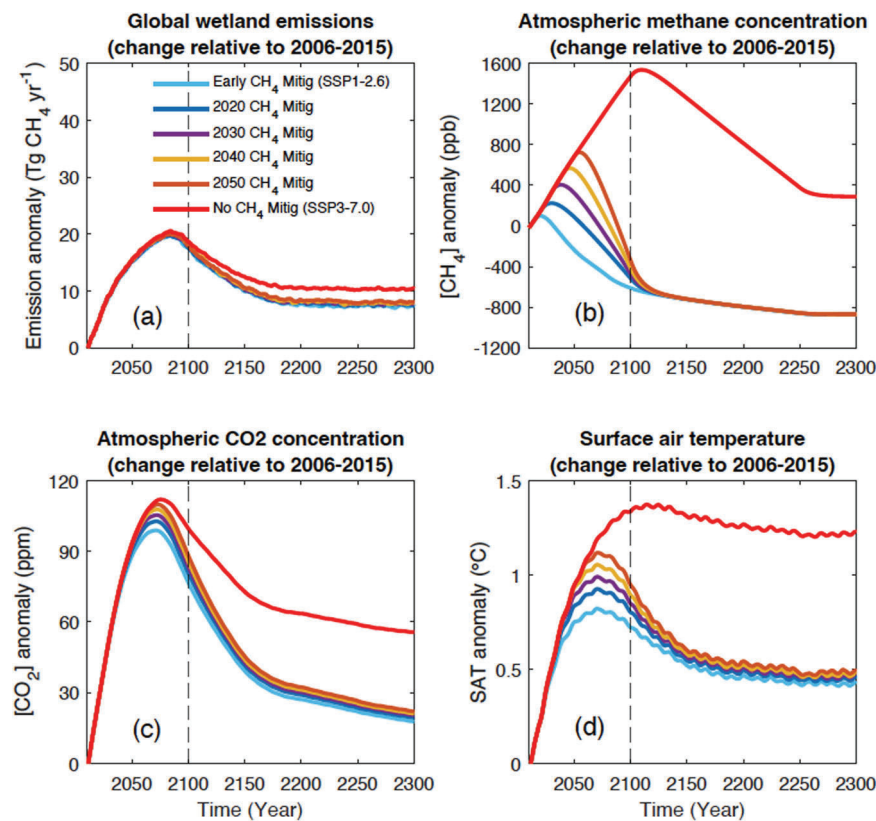 Global wetland emissions
(change relative to 2006-2015)
Emission anomaly (Tg CH4 yr-1)
50
40
30
20
10
0
Early CH4 Mitig (SSP1-2.6)
2020 CH4 Mitig
2030 CH4 Mitig
2040 CH4 Mitig
2050 CH4 Mitig
No CH4 Mitig (SSP3-7.0)
(a)
2050 2100 2150 2200 2250 2300
Atmospheric methane concentration
(change relative to 2006-2015)
[CH4] anomaly (ppb)
1600
1200
800
400
0
-400
-800
-1200
(b)
2050 2100 2150 2200 2250 2300
Atmospheric CO2 concentration
(change relative to 2006-2015)
[CO2] anomaly (ppm)
120
90
60
30
0
(c)
2050 2100 2150 2200 2250 2300
Time (Year)
Surface air temperature
(change relative to 2006-2015)
SAT anomaly (°C)
1.5
1
0.5
0
(d)
2050 2100 2150 2200 2250 2300
Time (Year)